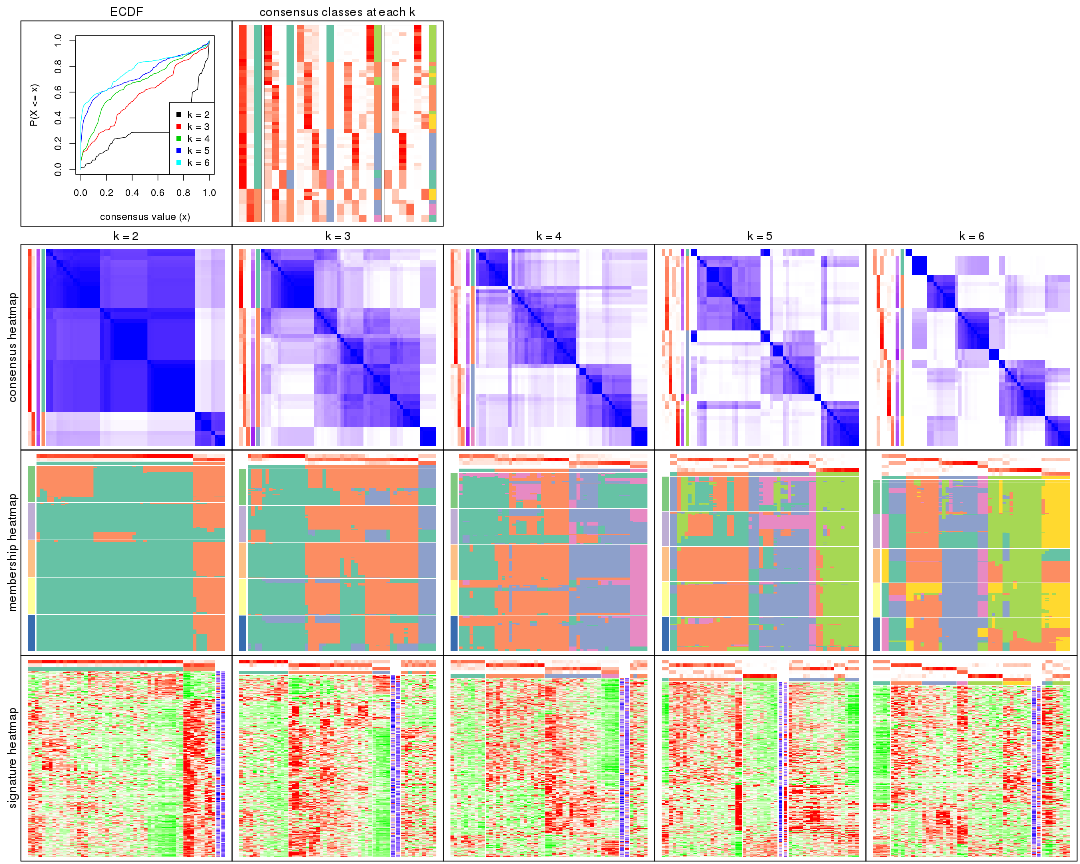 ECDF
consensus classes at each k
P(X <= x)
0.0 0.2 0.4 0.6 0.8 1.0
k = 2
k = 3
k = 4
k = 5
k = 6
0.0 0.2 0.4 0.6 0.8 1.0
consensus value (x)
k = 2
k = 3
k = 4
k = 5
k = 6
consensus heatmap
membership heatmap
signature heatmap